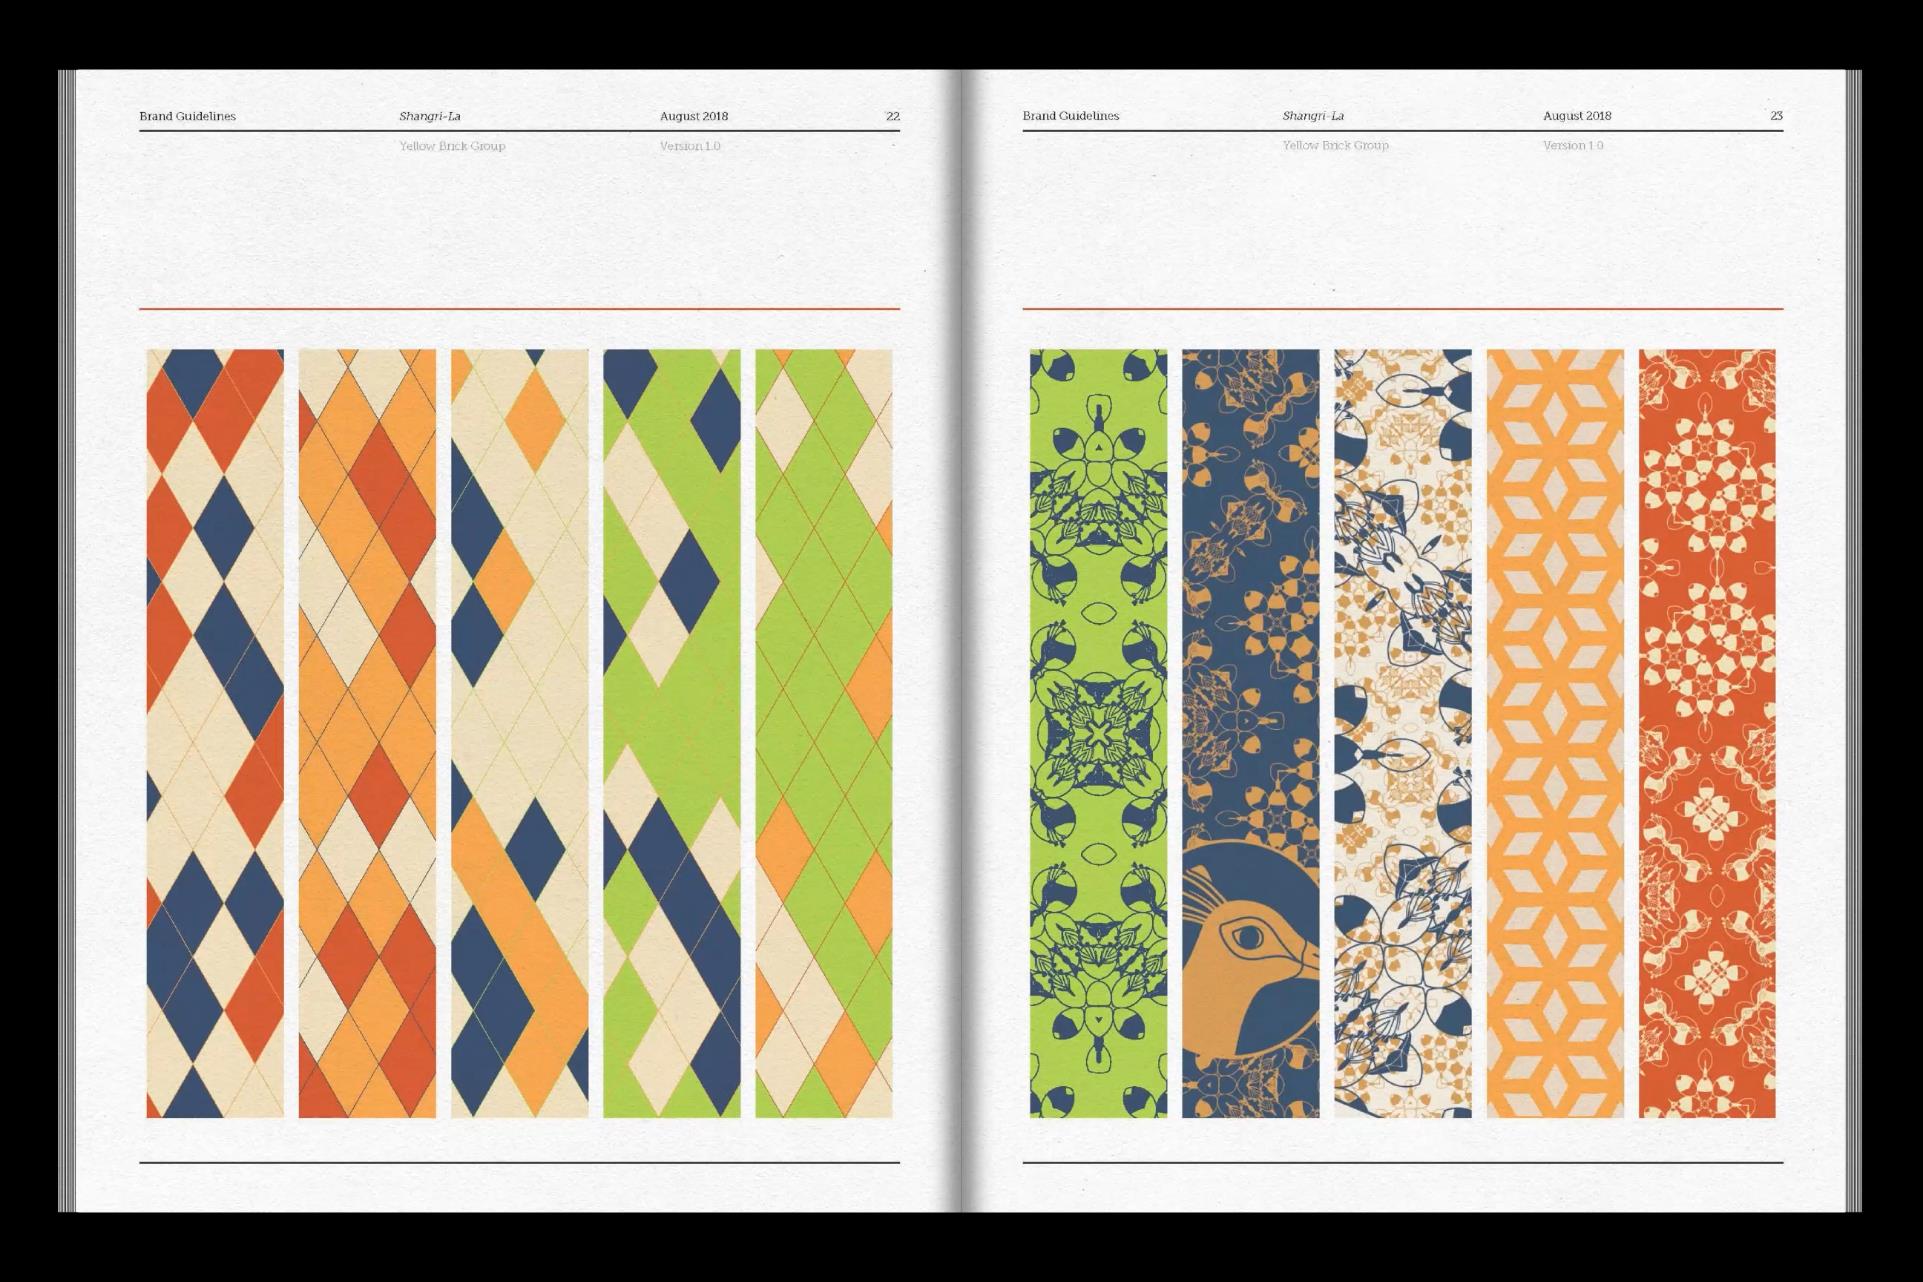 Brand Guidelines Shangri-La August 2018 22
Yellow Brick Group Version 1.0
Brand Guidelines Shangri-La August 2018 23
Yellow Brick Group Version 1.0